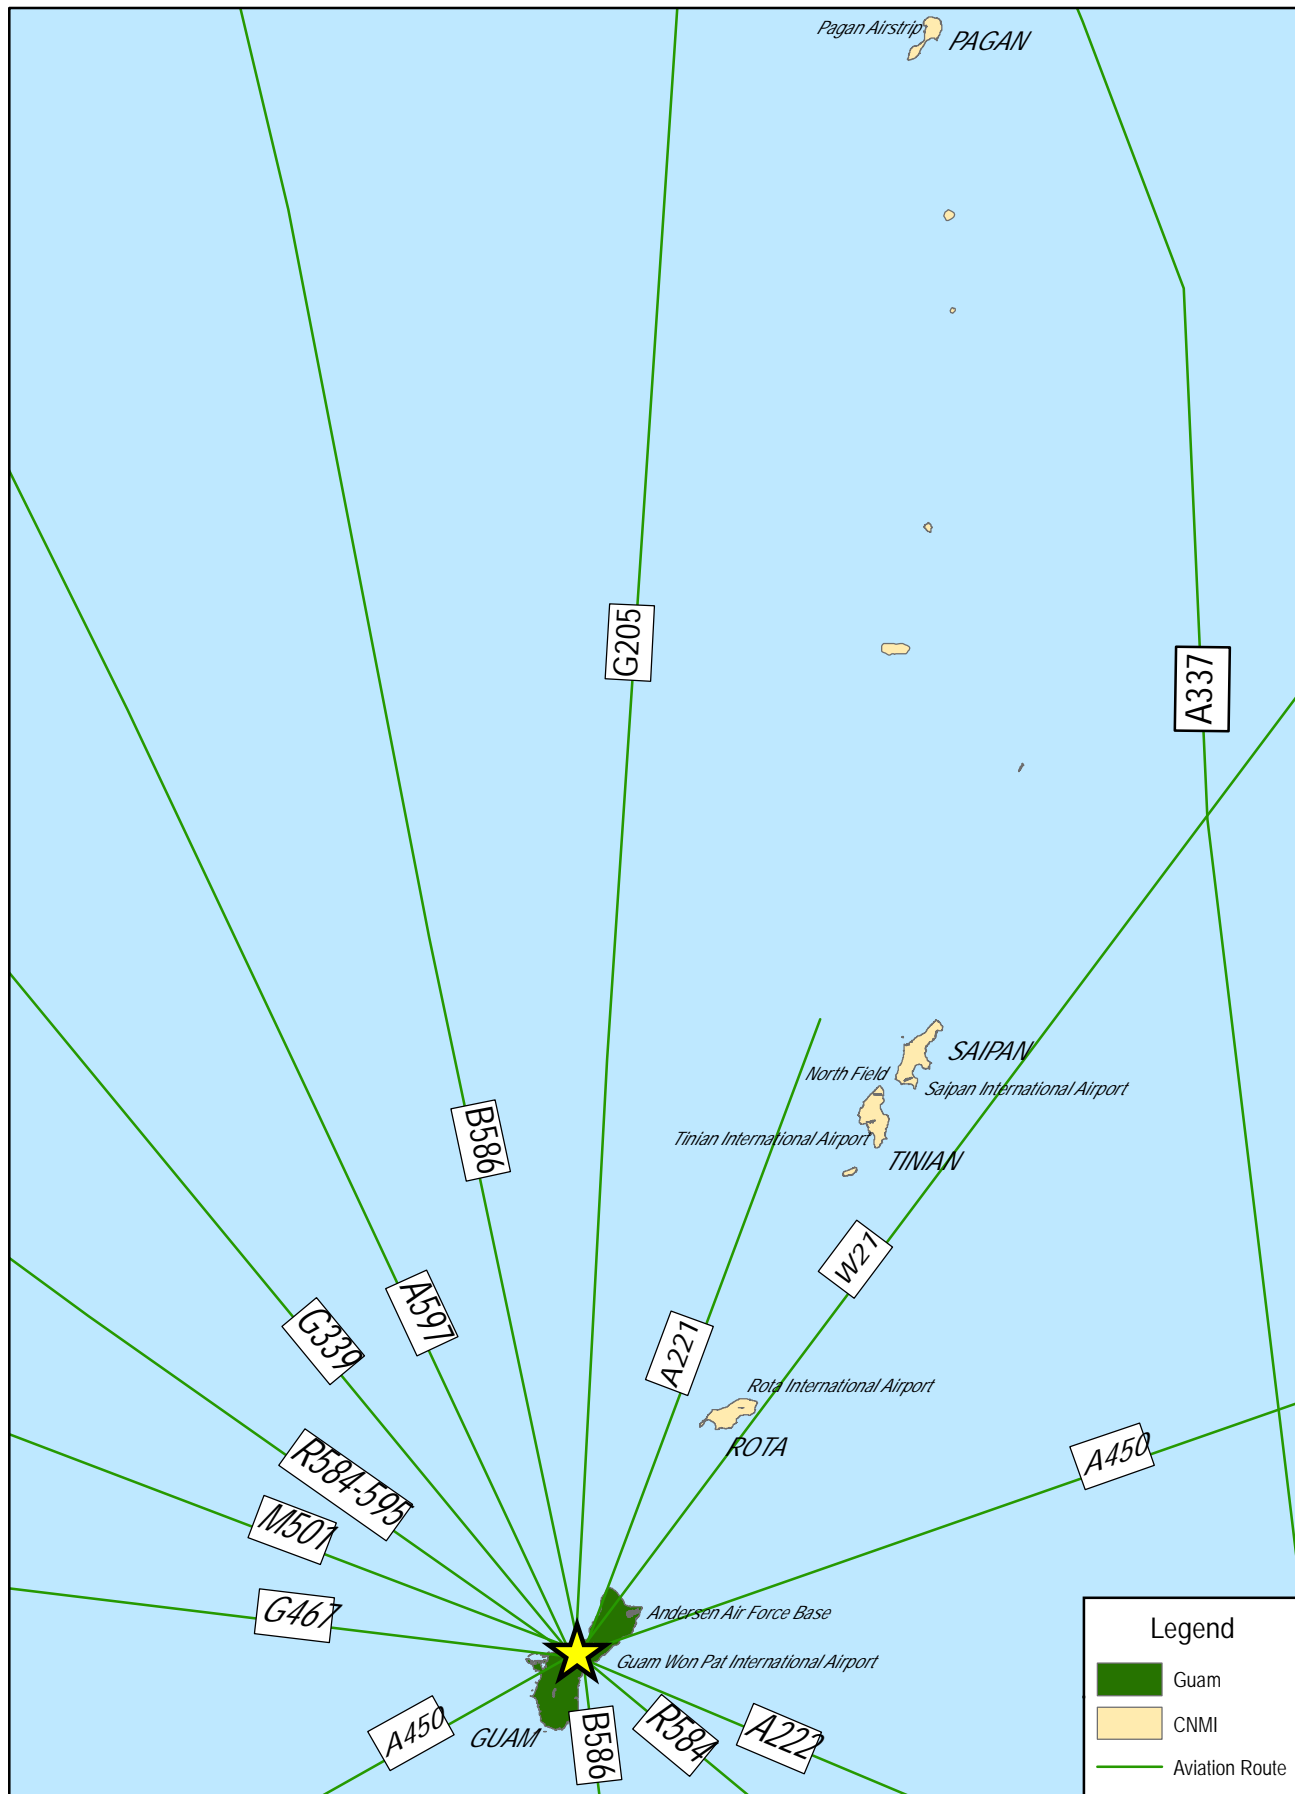 Pagan Airstrip
PAGAN
G205
A337
SAIPAN
North Field
Saipan International Airport
B586
Tinian International Airport
TINIAN
W21
A597
G339
A221
Rota International Airport
ROTA
A450
R584-595
M501
G467
Andersen Air Force Base
Guam Won Pat International Airport
A450
GUAM
B586
R584
A222
Legend
Guam
CNMI
Aviation Route